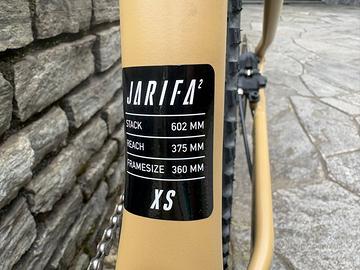 JARIFA²
STACK 602 MM
REACH 375 MM
FRAMESIZE 360 MM
XS